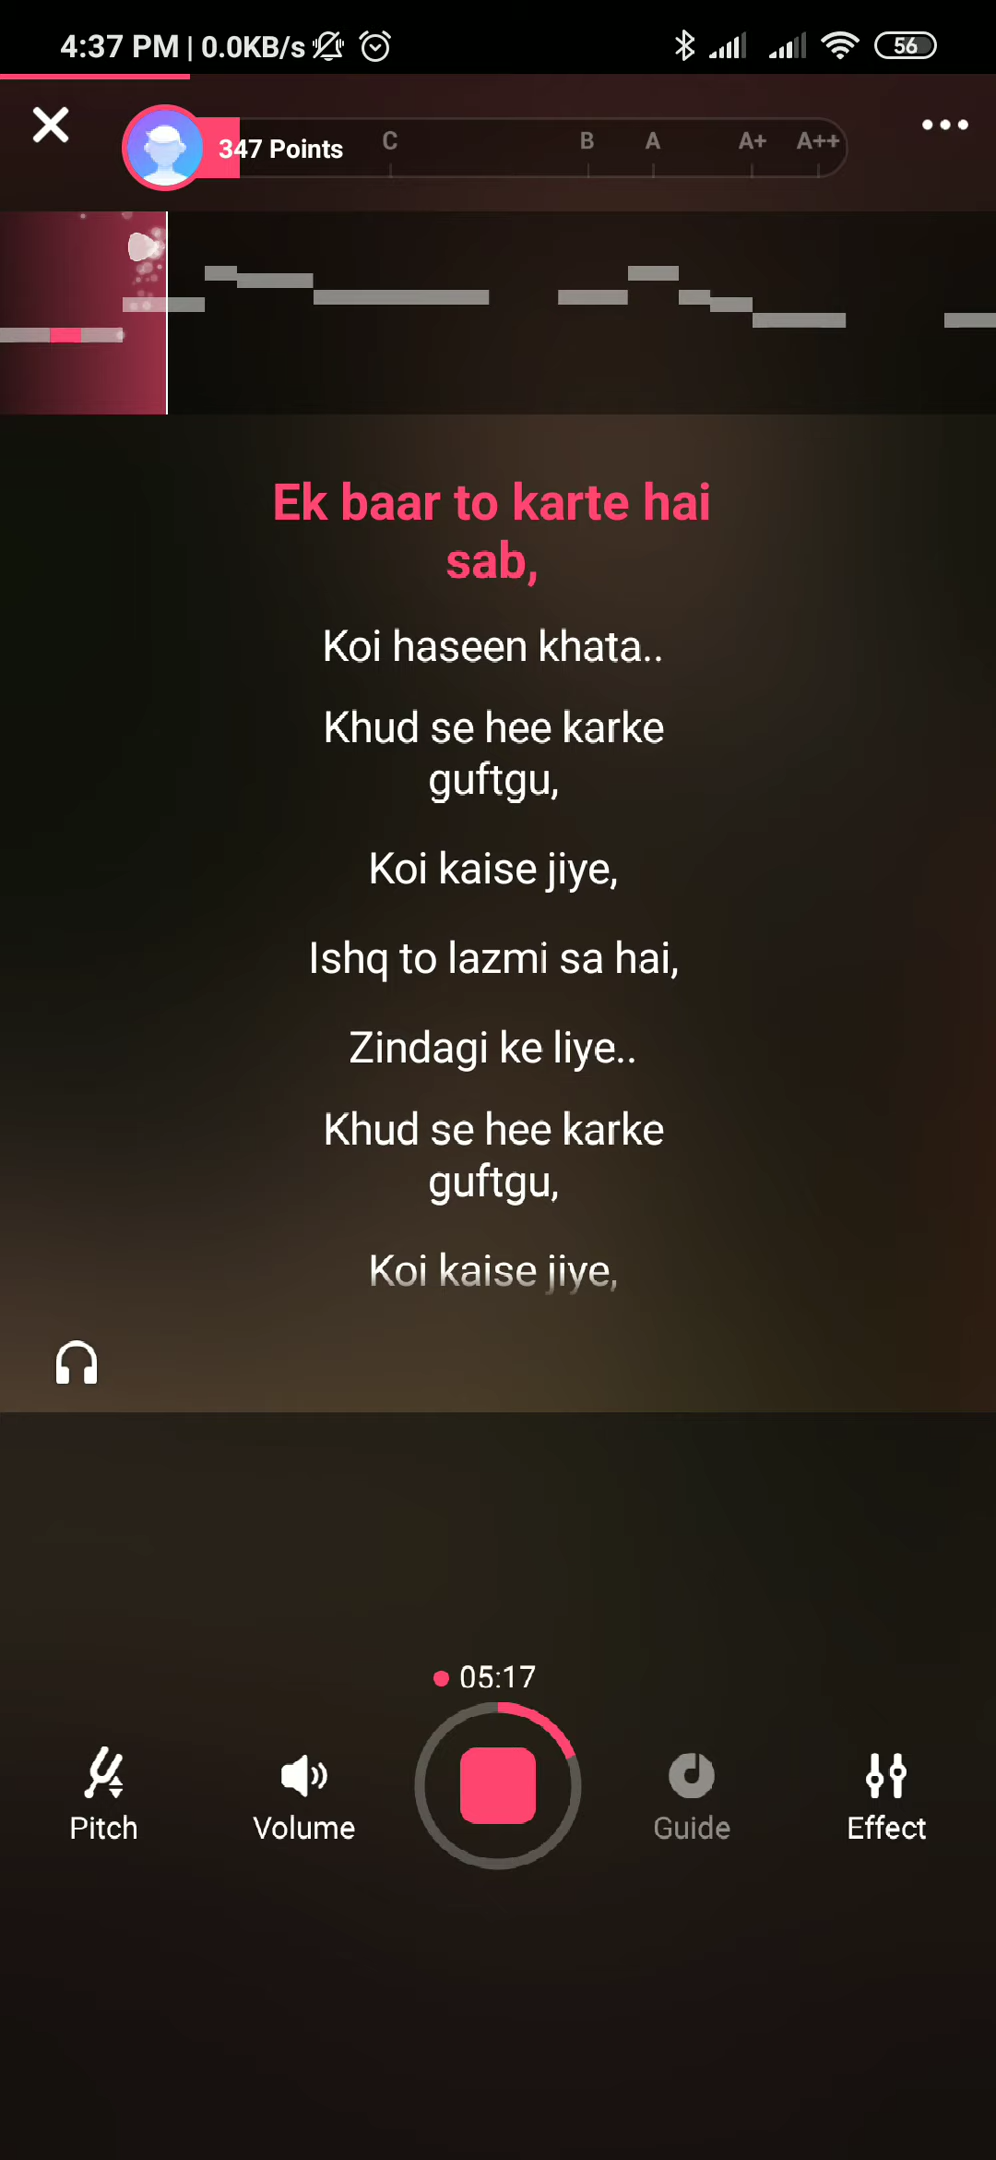 4:37 PM | 0.0KB/s 56
347 Points C B A A+ A++
Ek baar to karte hai
sab,
Koi haseen khata..
Khud se hee karke
guftgu,
Koi kaise jiye,
Ishq to lazmi sa hai,
Zindagi ke liye..
Khud se hee karke
guftgu,
Koi kaise jiye,
05:17
Pitch Volume Guide Effect